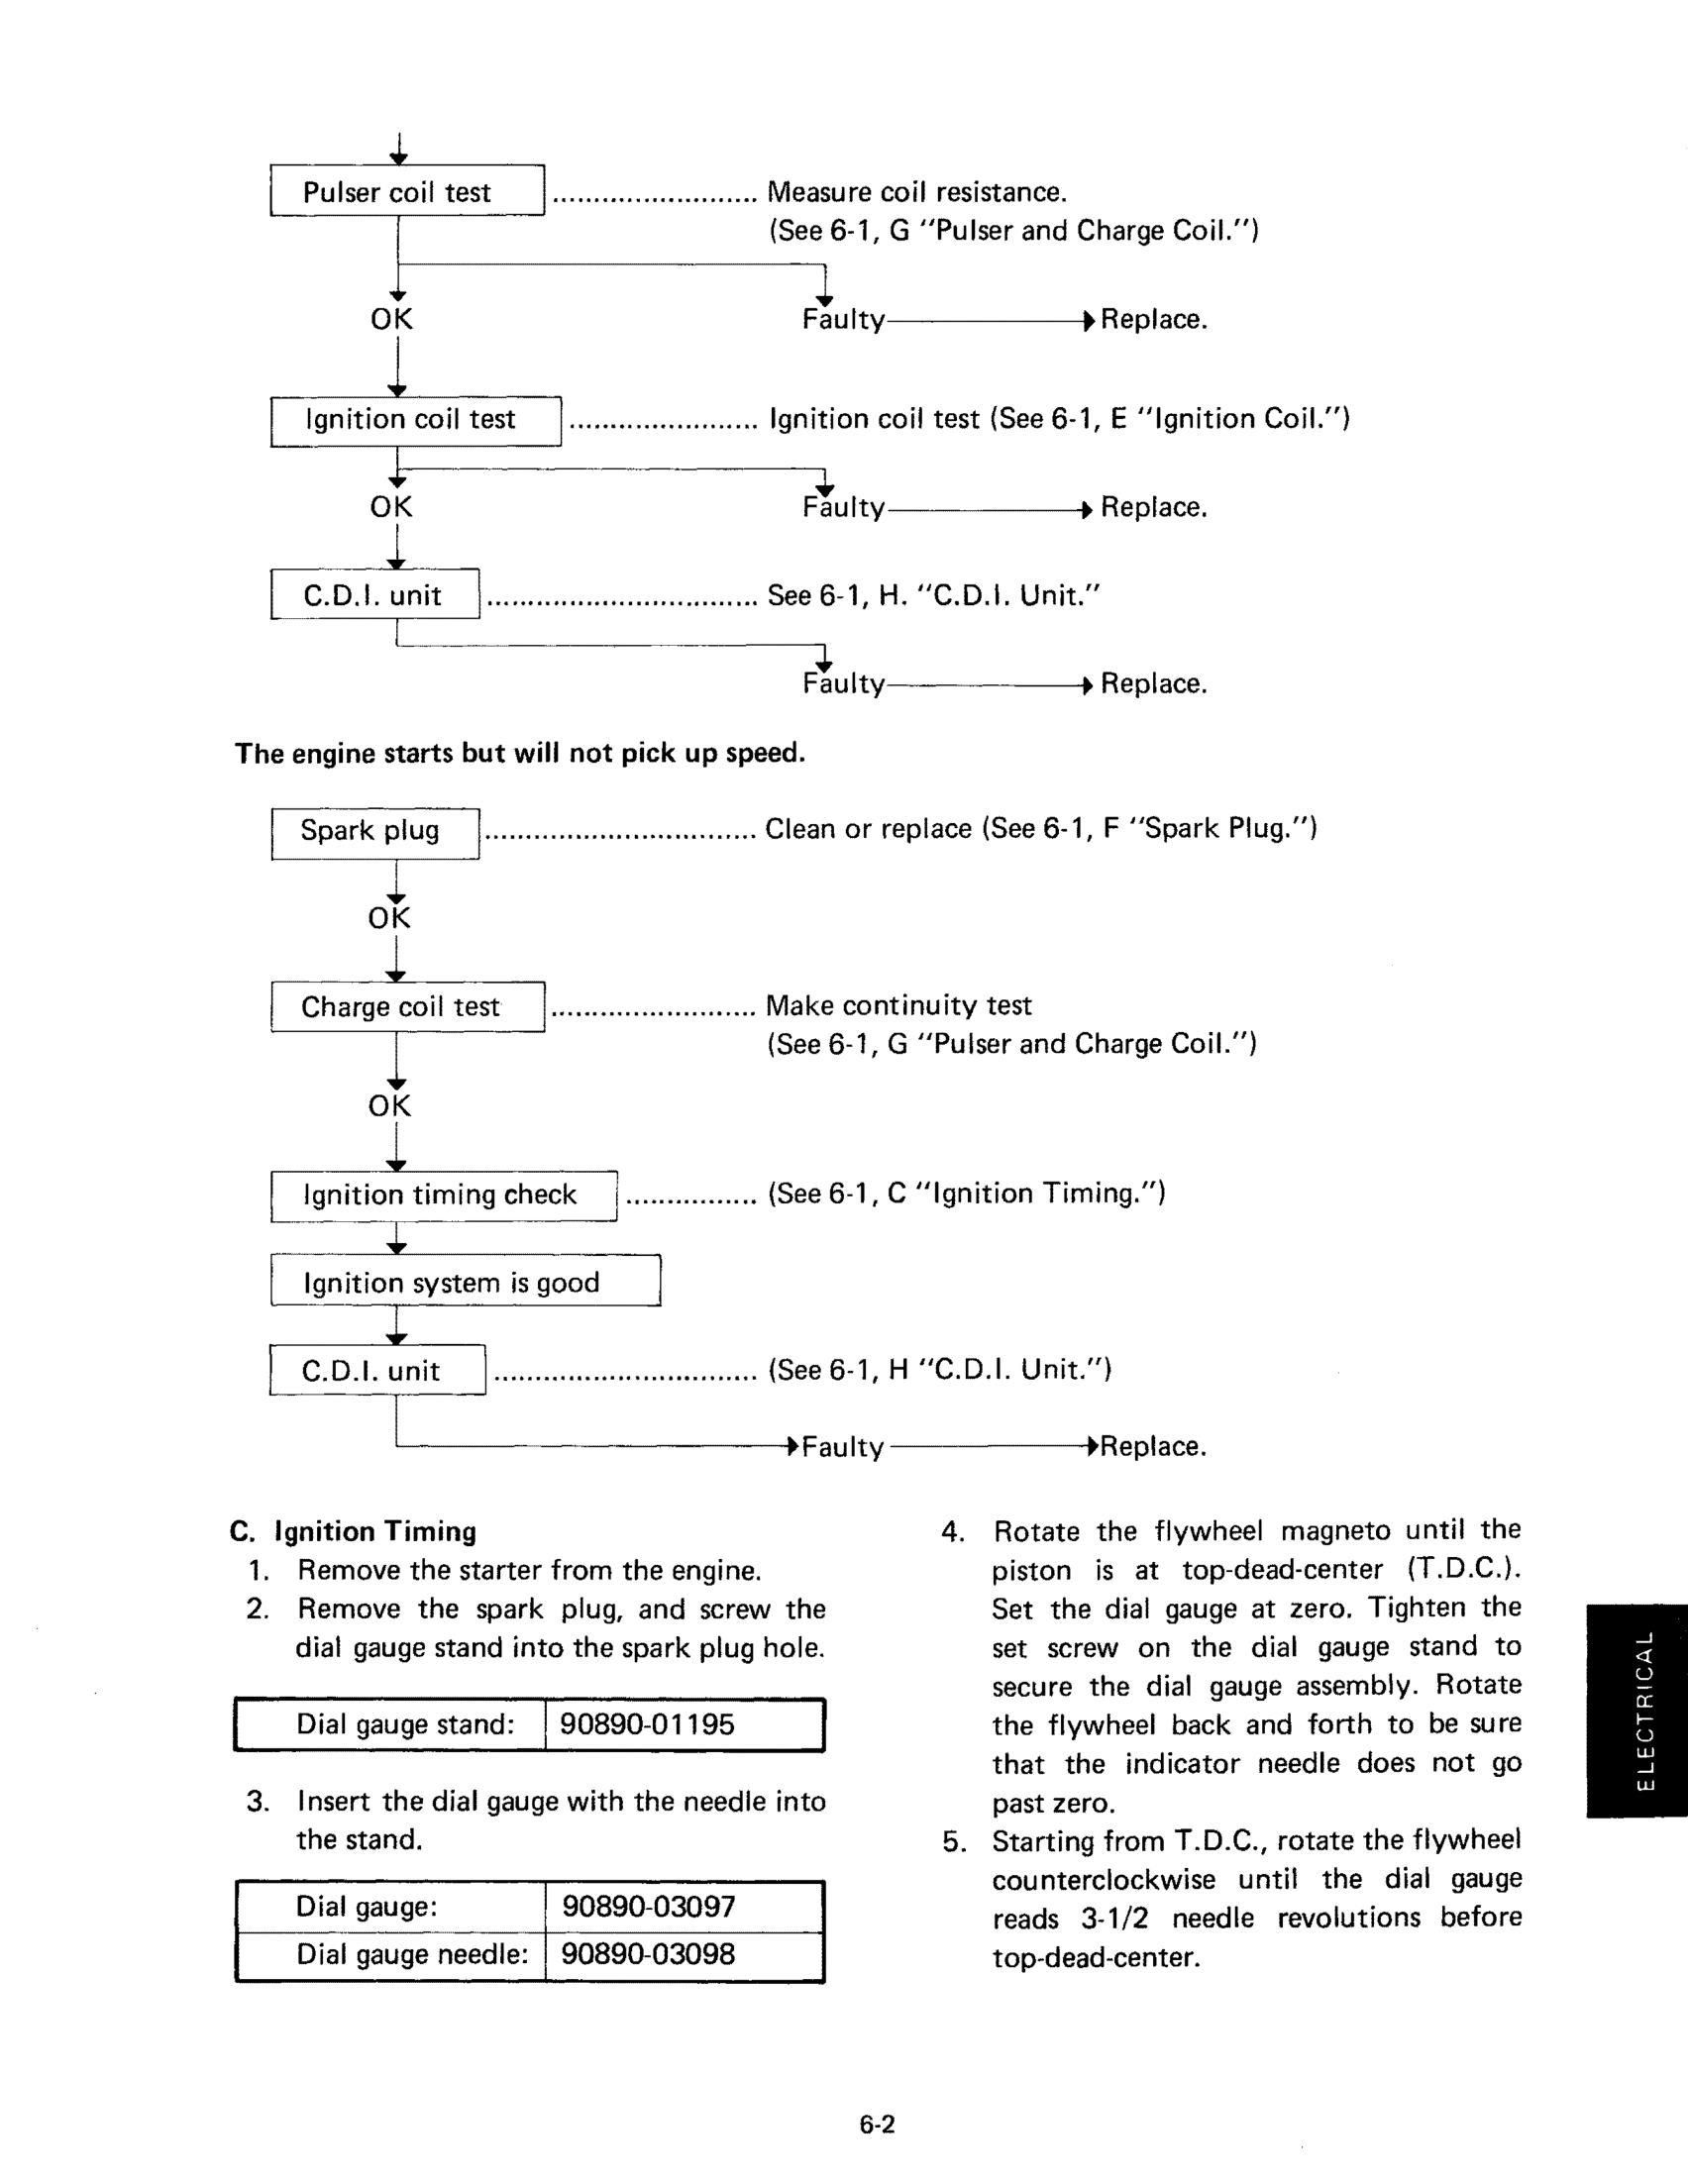 Pulser coil test ......................... Measure coil resistance.
(See 6-1, G "Pulser and Charge Coil.")
OK Faulty Replace.
Ignition coil test ....................... Ignition coil test (See 6-1, E "Ignition Coil.")
OK Faulty Replace.
C.D.I. unit ................................. See 6-1, H. "C.D.I. Unit."
Faulty Replace.
The engine starts but will not pick up speed.
Spark plug ................................. Clean or replace (See 6-1, F "Spark Plug.")
OK
Charge coil test ......................... Make continuity test
(See 6-1, G "Pulser and Charge Coil.")
OK
Ignition timing check ................ (See 6-1, C "Ignition Timing.")
Ignition system is good
C.D.I. unit ................................ (See 6-1, H "C.D.I. Unit.")
Faulty Replace.
C. Ignition Timing
1. Remove the starter from the engine.
2. Remove the spark plug, and screw the
dial gauge stand into the spark plug hole.
Dial gauge stand: 90890-01195
3. Insert the dial gauge with the needle into
the stand.
Dial gauge: 90890-03097
Dial gauge needle: 90890-03098
4. Rotate the flywheel magneto until the
piston is at top-dead-center (T.D.C.).
Set the dial gauge at zero. Tighten the
set screw on the dial gauge stand to
secure the dial gauge assembly. Rotate
the flywheel back and forth to be sure
that the indicator needle does not go
past zero.
5. Starting from T.D.C., rotate the flywheel
counterclockwise until the dial gauge
reads 3-1/2 needle revolutions before
top-dead-center.
ELECTRICAL
6-2